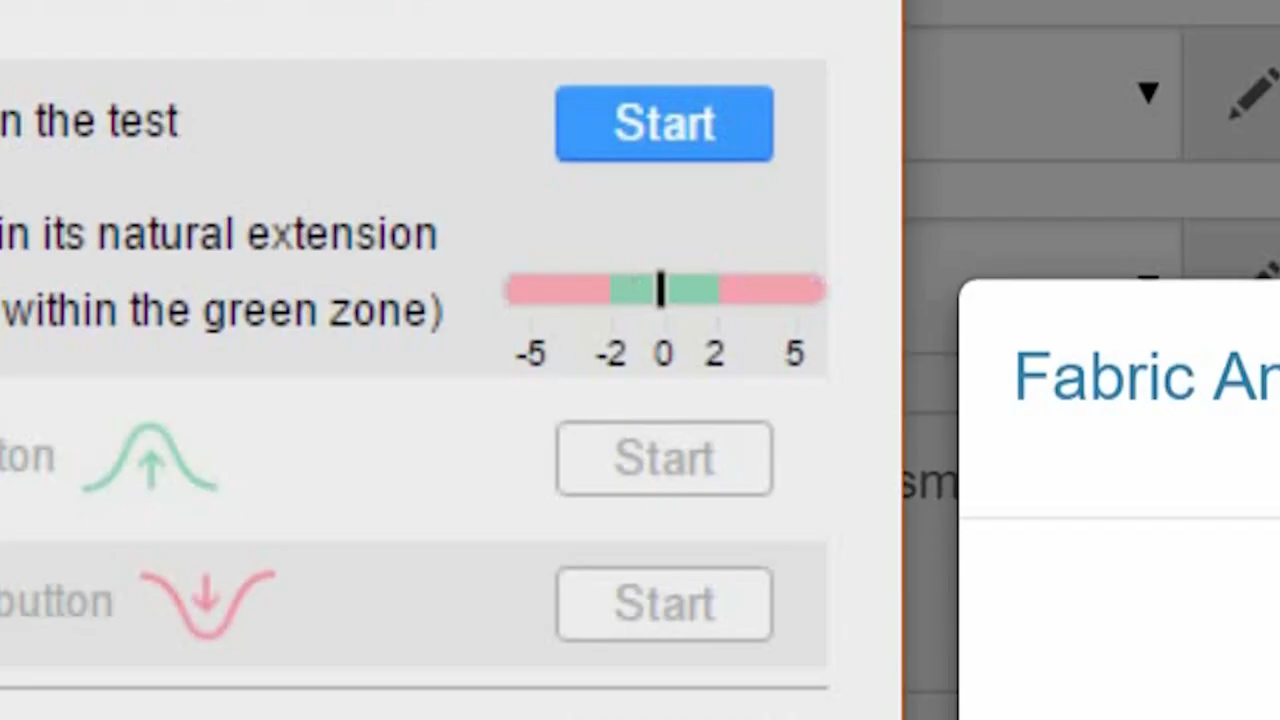 n the test
Start
in its natural extension
within the green zone)
-5 -2 0 2 5
ton
Start
button
Start
sm
Fabric An